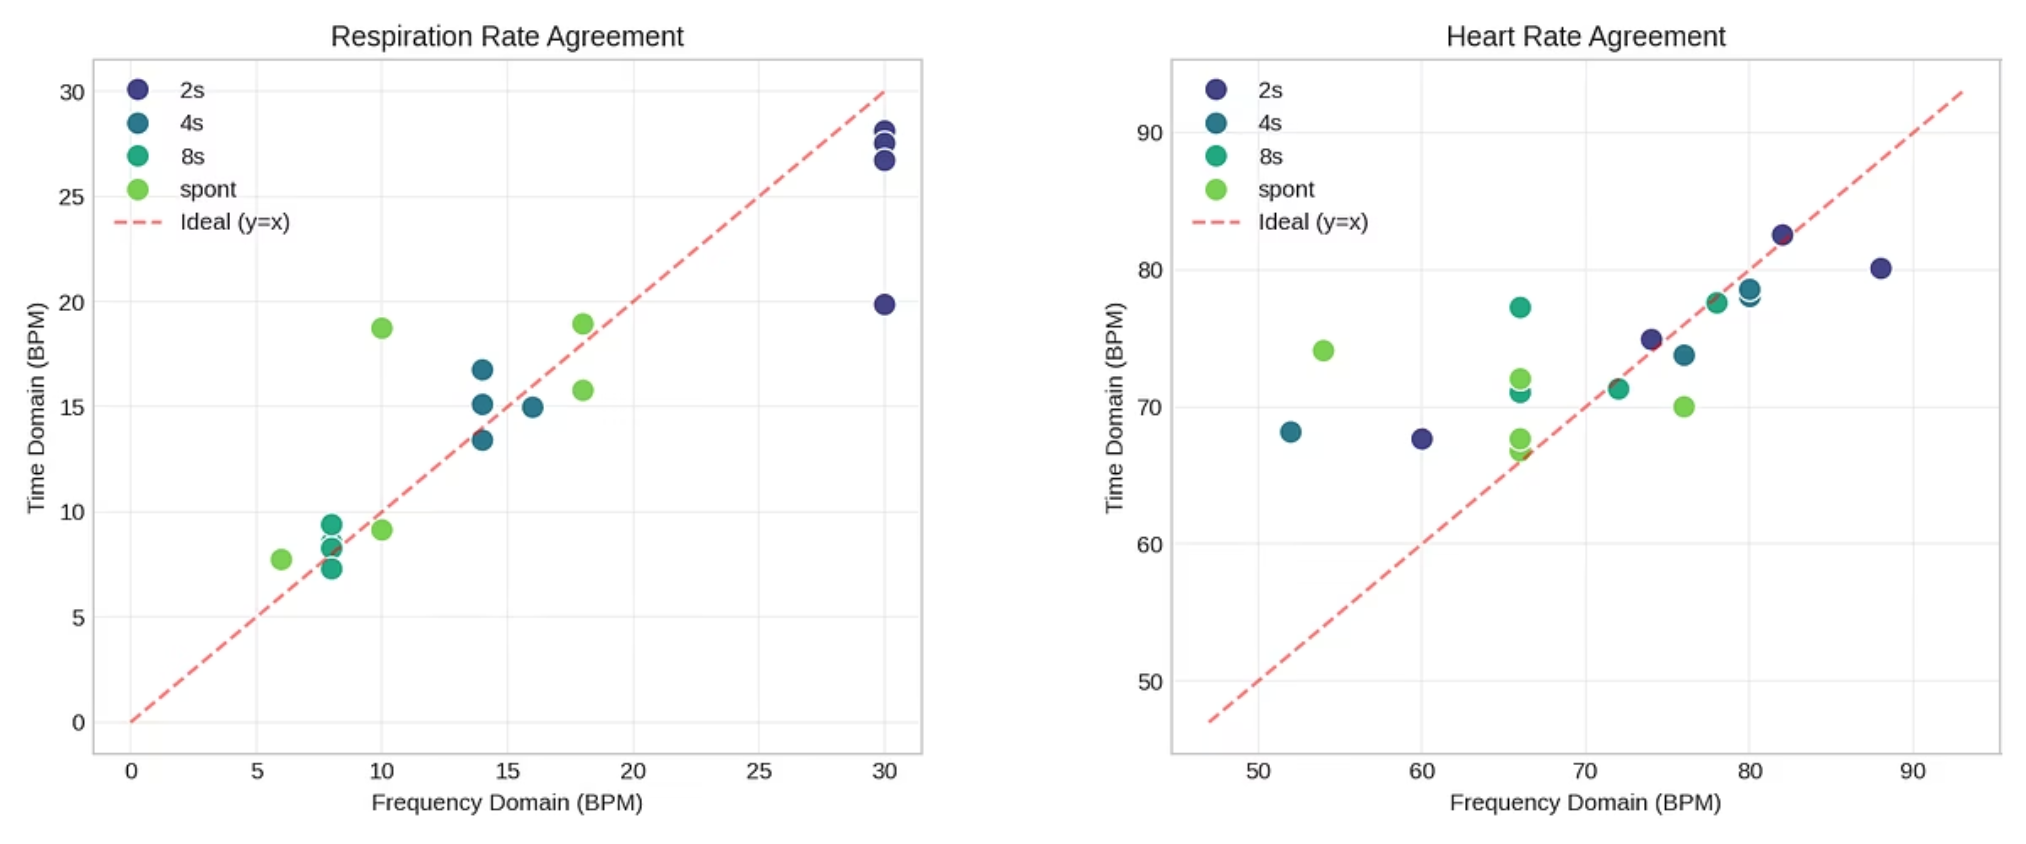 Respiration Rate Agreement
2s
4s
8s
spont
Ideal (y=x)
30
25
20
15
10
5
0
Time Domain (BPM)
0 5 10 15 20 25 30
Frequency Domain (BPM)
Heart Rate Agreement
2s
4s
8s
spont
Ideal (y=x)
90
80
70
60
50
Time Domain (BPM)
50 60 70 80 90
Frequency Domain (BPM)